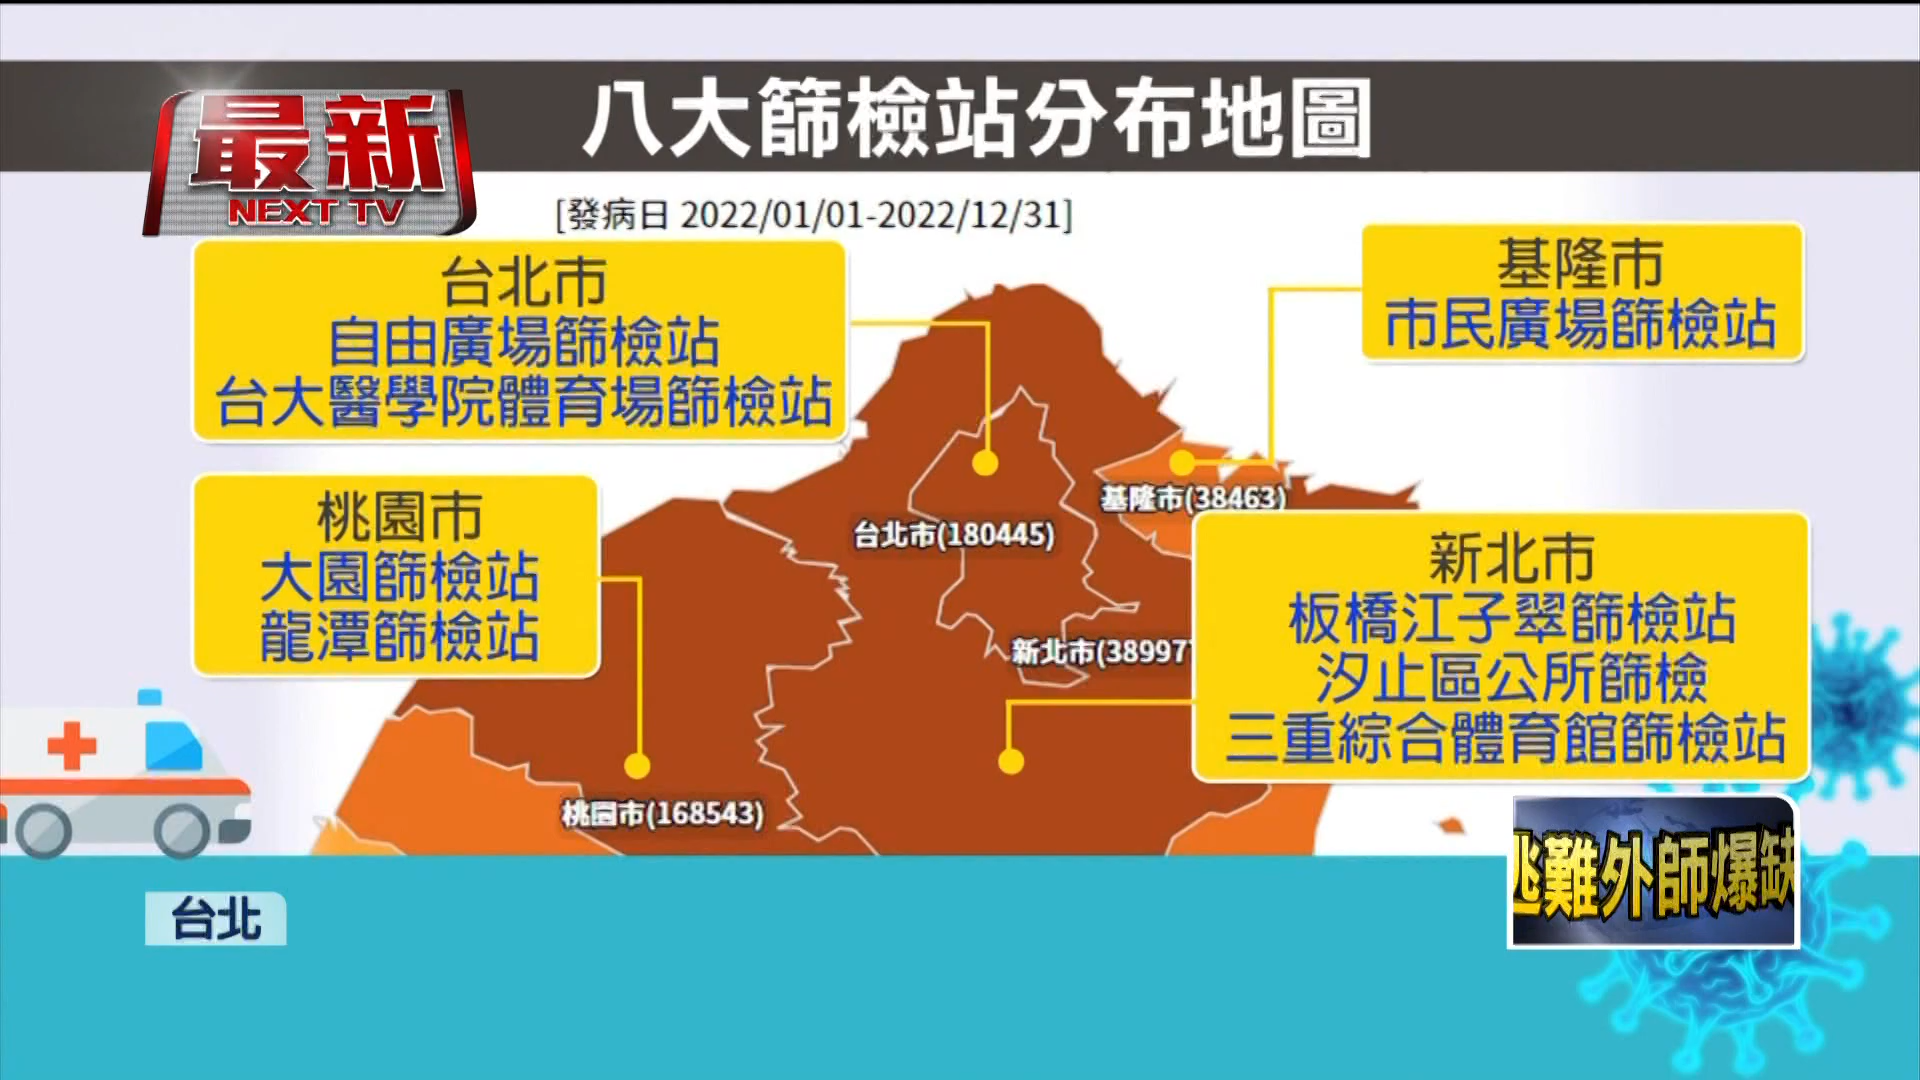 八大篩檢站分布地圖
最新
NEXT TV
[發病日 2022/01/01-2022/12/31]
台北市
自由廣場篩檢站
台大醫學院體育場篩檢站
基隆市
市民廣場篩檢站
桃園市
大園篩檢站
龍潭篩檢站
基隆市(38463)
台北市(180445)
新北市
板橋江子翠篩檢站
汐止區公所篩檢
三重綜合體育館篩檢站
新北市(38997
桃園市(168543)
逃難外師爆缺
台北